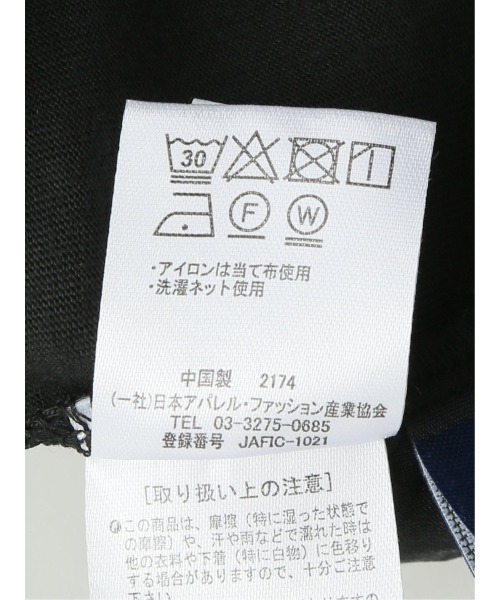 30
F W
・アイロンは当て布使用
・洗濯ネット使用
中国製 2174
(一社)日本アパレル・ファッション産業協会
TEL 03-3275-0685
登録番号 JAFIC-1021
[取り扱い上の注意]
この商品は、摩擦(特に湿った状態で
の摩擦)や、汗や雨などで濡れた時は
他の衣料や下着(特に白物)に色移り
する場合がありますので、十分ご注意
下さい。